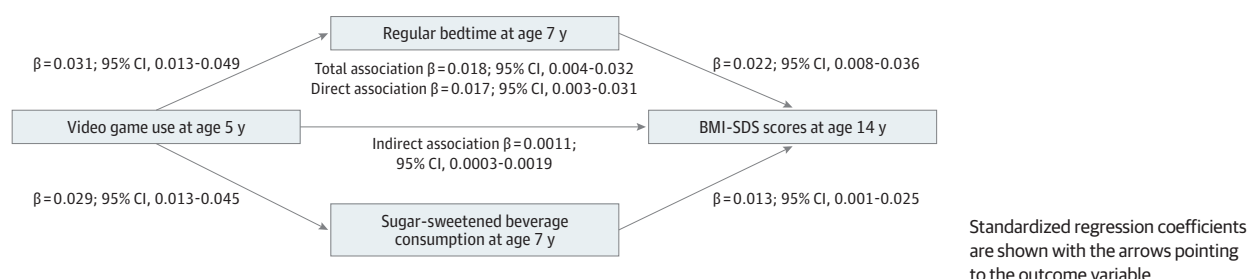 Regular bedtime at age 7 y
β=0.031; 95% CI, 0.013-0.049
Total association β=0.018; 95% CI, 0.004-0.032
Direct association β=0.017; 95% CI, 0.003-0.031
β=0.022; 95% CI, 0.008-0.036
Video game use at age 5 y
BMI-SDS scores at age 14 y
Indirect association β=0.0011;
95% CI, 0.0003-0.0019
β=0.029; 95% CI, 0.013-0.045
β=0.013; 95% CI, 0.001-0.025
Sugar-sweetened beverage
consumption at age 7 y
Standardized regression coefficients
are shown with the arrows pointing
to the outcome variable